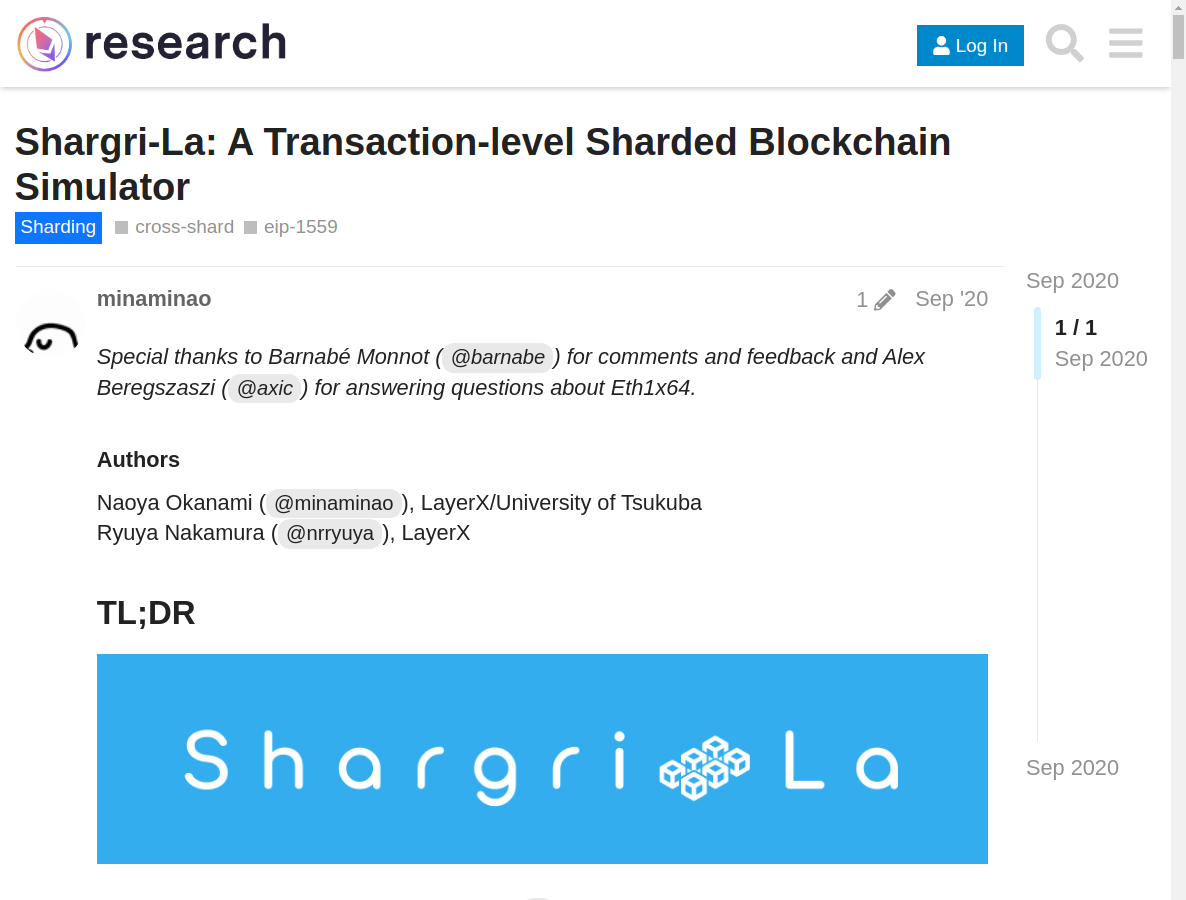 research
Log In
Shargri-La: A Transaction-level Sharded Blockchain
Simulator
Sharding cross-shard eip-1559
minaminao 1 Sep '20
Special thanks to Barnabé Monnot (@barnabe) for comments and feedback and Alex
Beregszaszi (@axic) for answering questions about Eth1x64.
Authors
Naoya Okanami (@minaminao), LayerX/University of Tsukuba
Ryuya Nakamura (@nrryuya), LayerX
TL;DR
Shargri La
Sep 2020
1 / 1
Sep 2020
Sep 2020